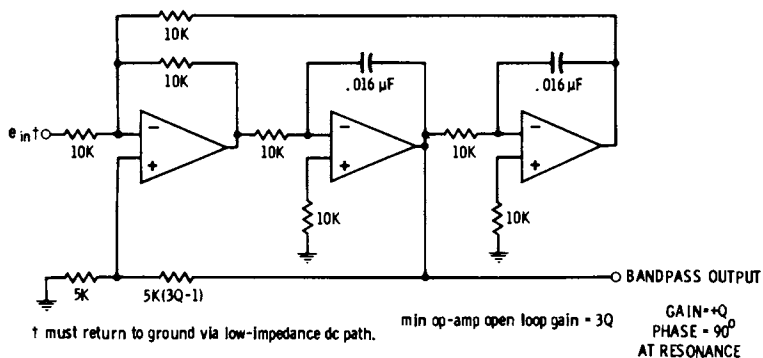 10K
10K
.016 µF
.016 µF
e in † 
10K
10K
10K
−
+
−
+
−
+
10K
10K
5K
5K(3Q-1)
BANDPASS OUTPUT
† must return to ground via low-impedance dc path.
min op-amp open loop gain = 3Q
GAIN=+Q
PHASE = 90°
AT RESONANCE